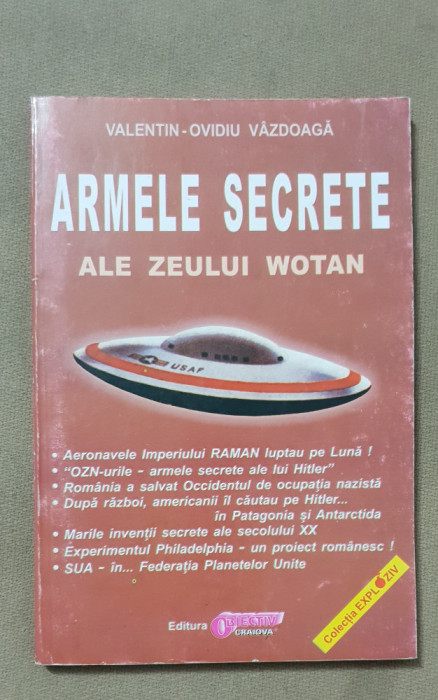 VALENTIN-OVIDIU VÂZDOAGĂ
ARMELE SECRETE
ALE ZEULUI WOTAN
USAF
• Aeronavele Imperiului RAMAN luptau pe Lună !
• "OZN-urile - armele secrete ale lui Hitler"
• România a salvat Occidentul de ocupația nazistă
• După război, americanii îl căutau pe Hitler...
în Patagonia și Antarctida
• Marile invenții secrete ale secolului XX
• Experimentul Philadelphia - un proiect românesc !
• SUA - în... Federația Planetelor Unite
Colecția EXPLOZIV
Editura OBIECTIV
CRAIOVA